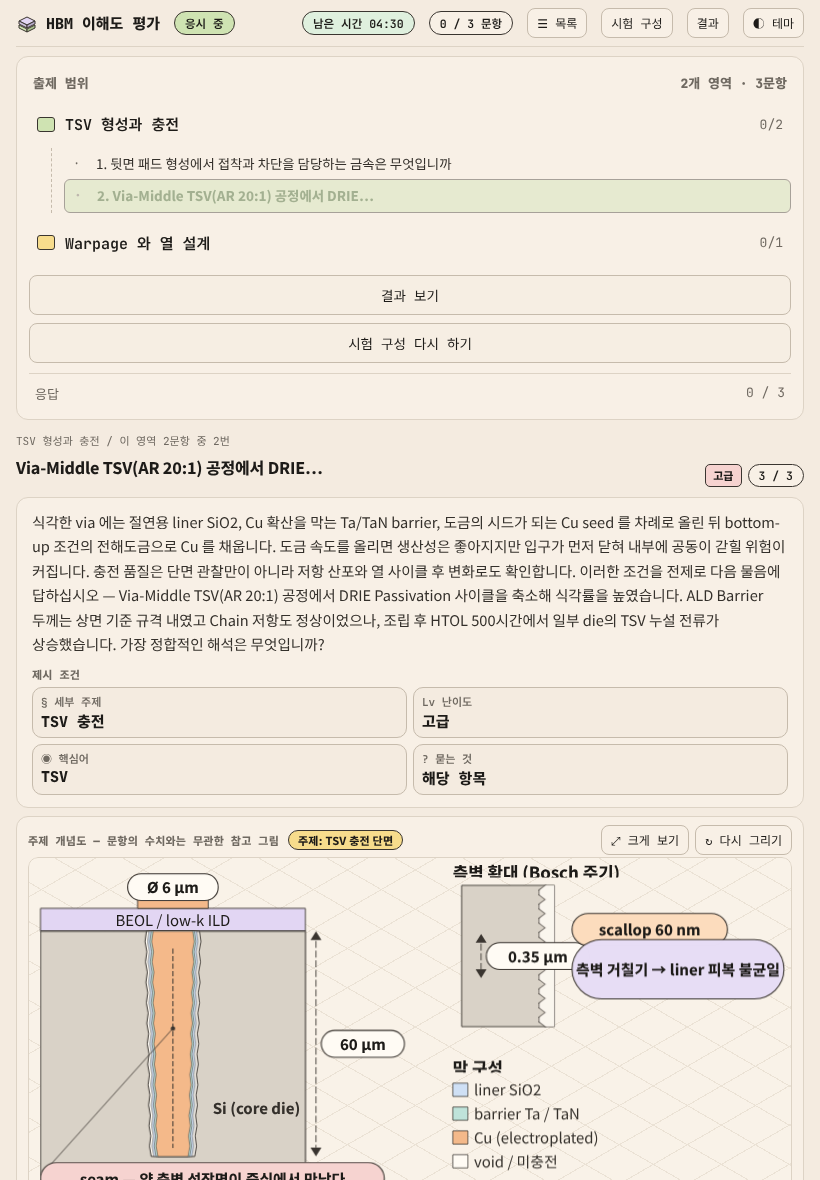 HBM 이해도 평가
응시 중
남은 시간 04:30
0 / 3 문항
☰ 목록
시험 구성
결과
◐ 테마
출제 범위
2개 영역 · 3문항
TSV 형성과 충전
0/2
· 1. 뒷면 패드 형성에서 접착과 차단을 담당하는 금속은 무엇입니까
· 2. Via-Middle TSV(AR 20:1) 공정에서 DRIE…
Warpage 와 열 설계
0/1
결과 보기
시험 구성 다시 하기
응답
0 / 3
TSV 형성과 충전 / 이 영역 2문항 중 2번
Via-Middle TSV(AR 20:1) 공정에서 DRIE…
고급
3 / 3
식각한 via 에는 절연용 liner SiO2, Cu 확산을 막는 Ta/TaN barrier, 도금의 시드가 되는 Cu seed 를 차례로 올린 뒤 bottom-
up 조건의 전해도금으로 Cu 를 채웁니다. 도금 속도를 올리면 생산성은 좋아지지만 입구가 먼저 닫혀 내부에 공동이 갇힐 위험이
커집니다. 충전 품질은 단면 관찰만이 아니라 저항 산포와 열 사이클 후 변화로도 확인합니다. 이러한 조건을 전제로 다음 물음에
답하십시오 — Via-Middle TSV(AR 20:1) 공정에서 DRIE Passivation 사이클을 축소해 식각률을 높였습니다. ALD Barrier
두께는 상면 기준 규격 내였고 Chain 저항도 정상이었으나, 조립 후 HTOL 500시간에서 일부 die의 TSV 누설 전류가
상승했습니다. 가장 정합적인 해석은 무엇입니까?
제시 조건
§ 세부 주제
TSV 충전
Lv 난이도
고급
◉ 핵심어
TSV
? 묻는 것
해당 항목
주제 개념도 — 문항의 수치와는 무관한 참고 그림
주제: TSV 충전 단면
⤢ 크게 보기
↻ 다시 그리기
Ø 6 µm
BEOL / low-k ILD
60 µm
Si (core die)
seam — 양 측벽 성장면이 중심에서 만난다
측벽 확대 (Bosch 주기)
scallop 60 nm
0.35 µm
측벽 거칠기 → liner 피복 불균일
막 구성
liner SiO2
barrier Ta / TaN
Cu (electroplated)
void / 미충전